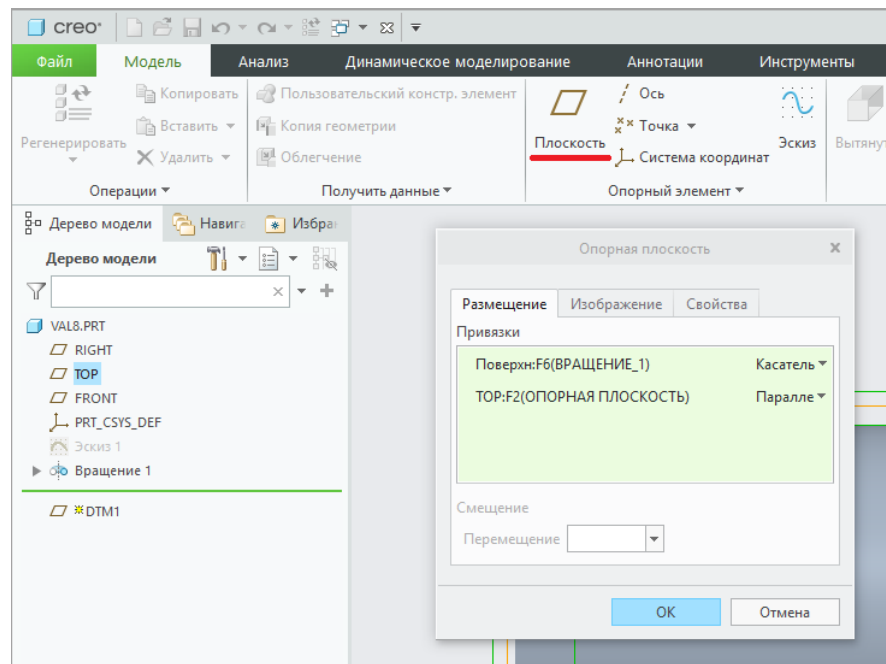 creo®
Файл Модель Анализ Динамическое моделирование Аннотации Инструменты
Регенерировать
Копировать
Вставить
Удалить
Операции
Пользовательский констр. элемент
Копия геометрии
Облегчение
Получить данные
Плоскость
Ось
Точка
Система координат
Эскиз
Опорный элемент
Вытянут
Дерево модели Навига Избран
Дерево модели
VAL8.PRT
RIGHT
TOP
FRONT
PRT_CSYS_DEF
Эскиз 1
Вращение 1
DTM1
Опорная плоскость
Размещение Изображение Свойства
Привязки
Поверхн:F6(ВРАЩЕНИЕ_1) Касатель
TOP:F2(ОПОРНАЯ ПЛОСКОСТЬ) Паралле
Смещение
Перемещение
OK Отмена